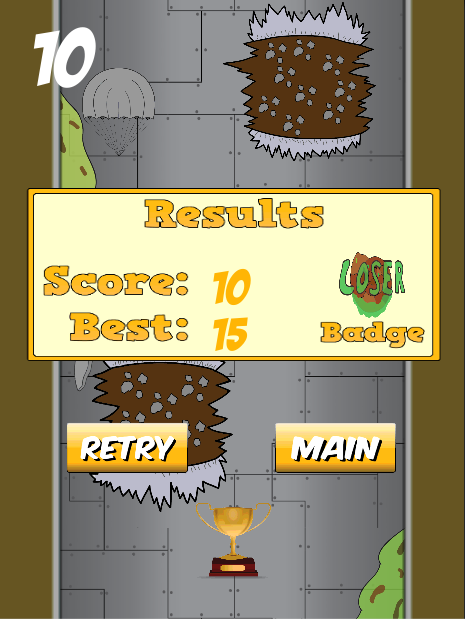 10
Results
Score: 10
LOSER
Best: 15
Badge
RETRY
MAIN